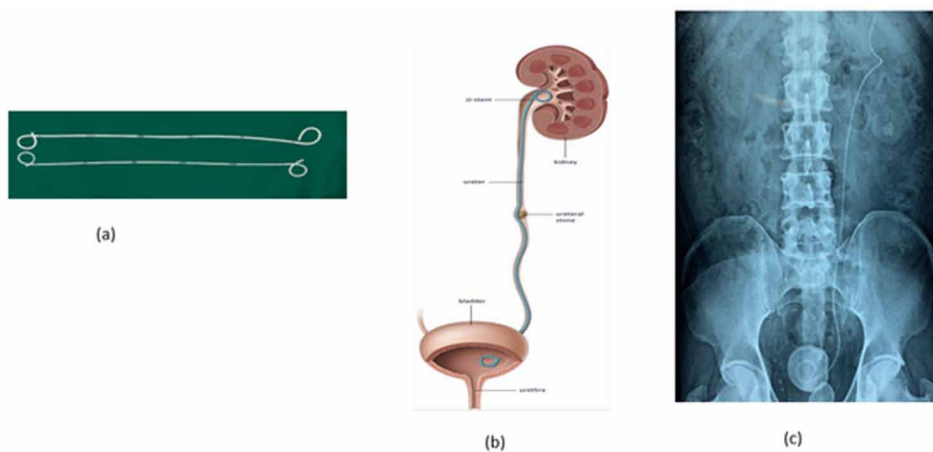 JJ stent
kidney
ureter
ureteral
stone
bladder
urethra
(a)
(b)
(c)